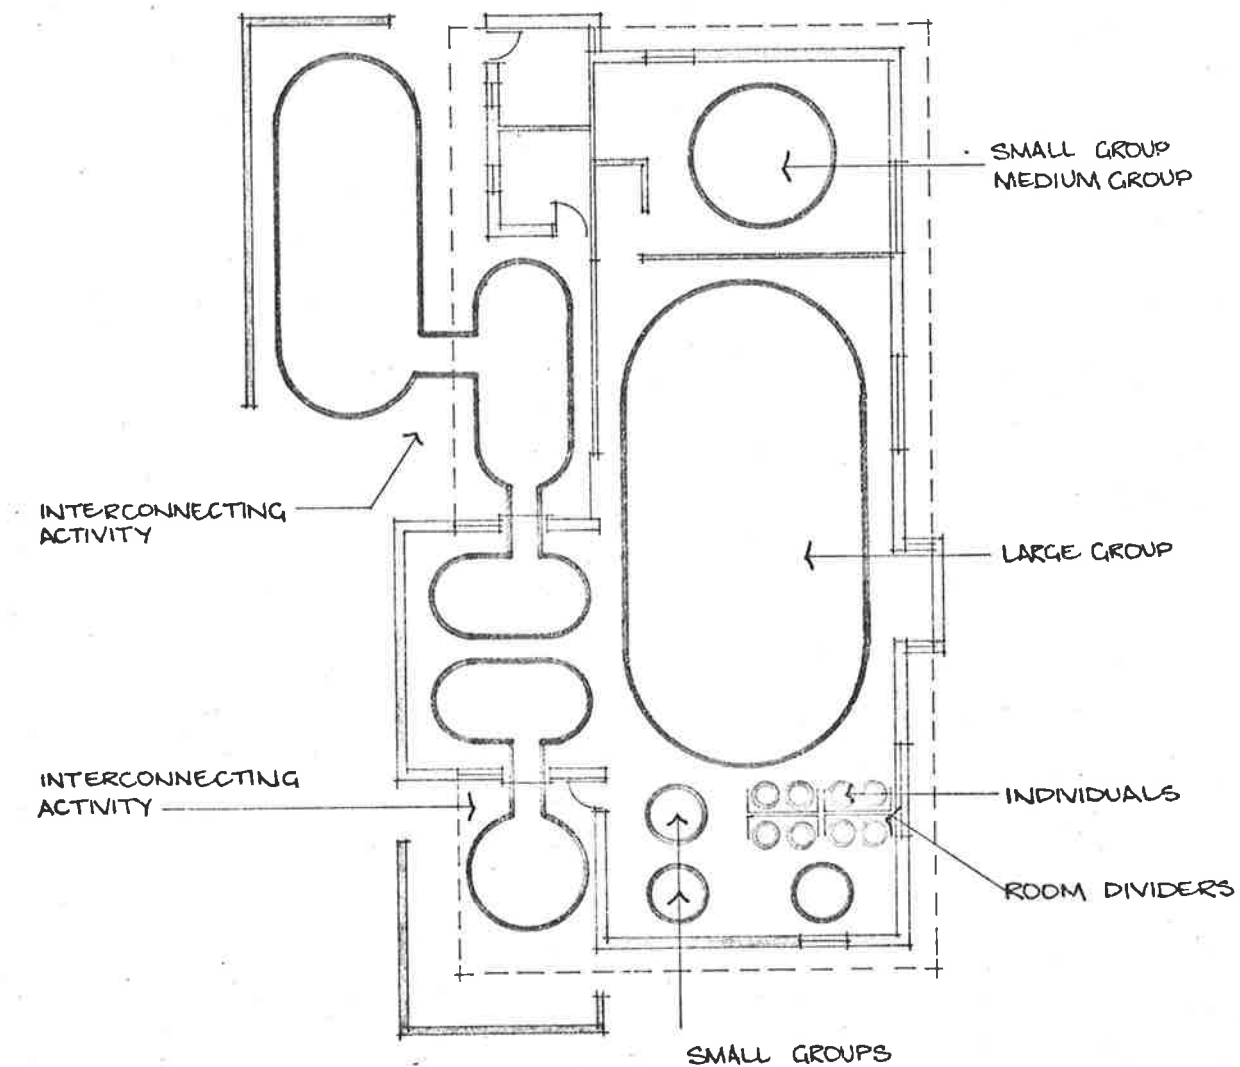 SMALL GROUP
MEDIUM GROUP
INTERCONNECTING
ACTIVITY
LARGE GROUP
INTERCONNECTING
ACTIVITY
INDIVIDUALS
ROOM DIVIDERS
SMALL GROUPS